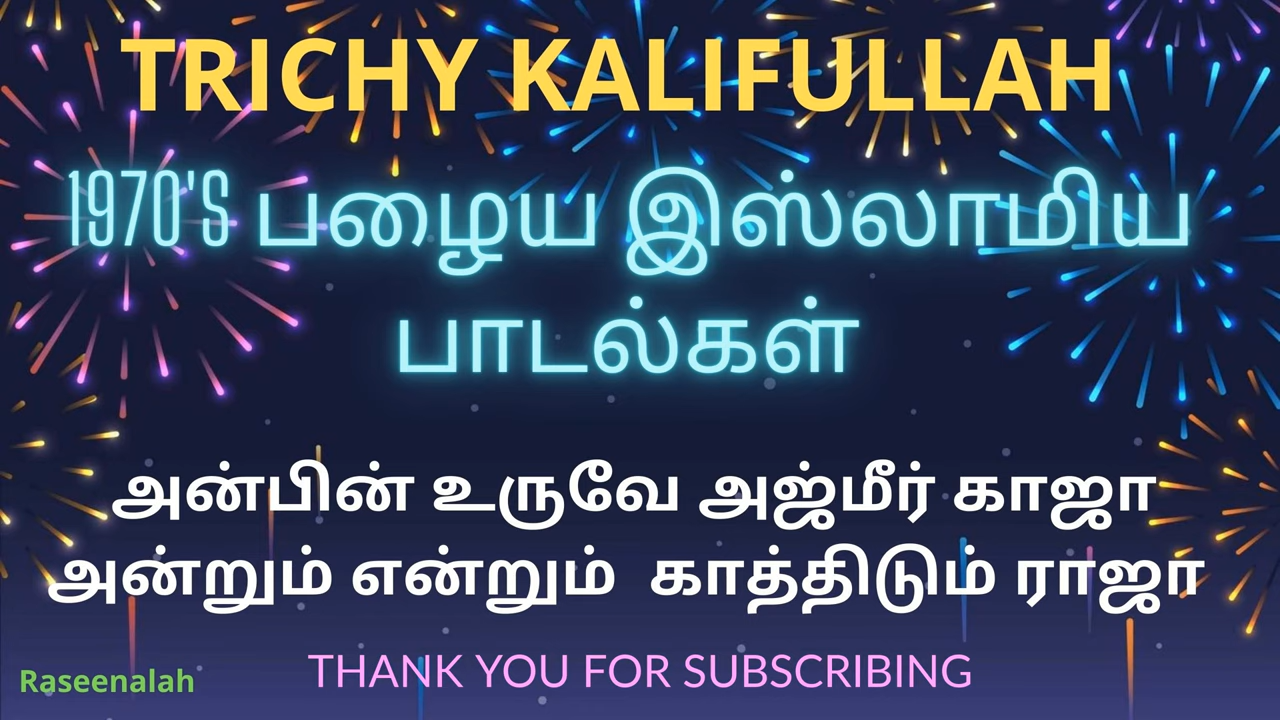 TRICHY KALIFULLAH
1970'S பழைய இஸ்லாமிய
பாடல்கள்
அன்பின் உருவே அஜ்மீர் காஜா
அன்றும் என்றும் காத்திடும் ராஜா
THANK YOU FOR SUBSCRIBING
Raseenalah